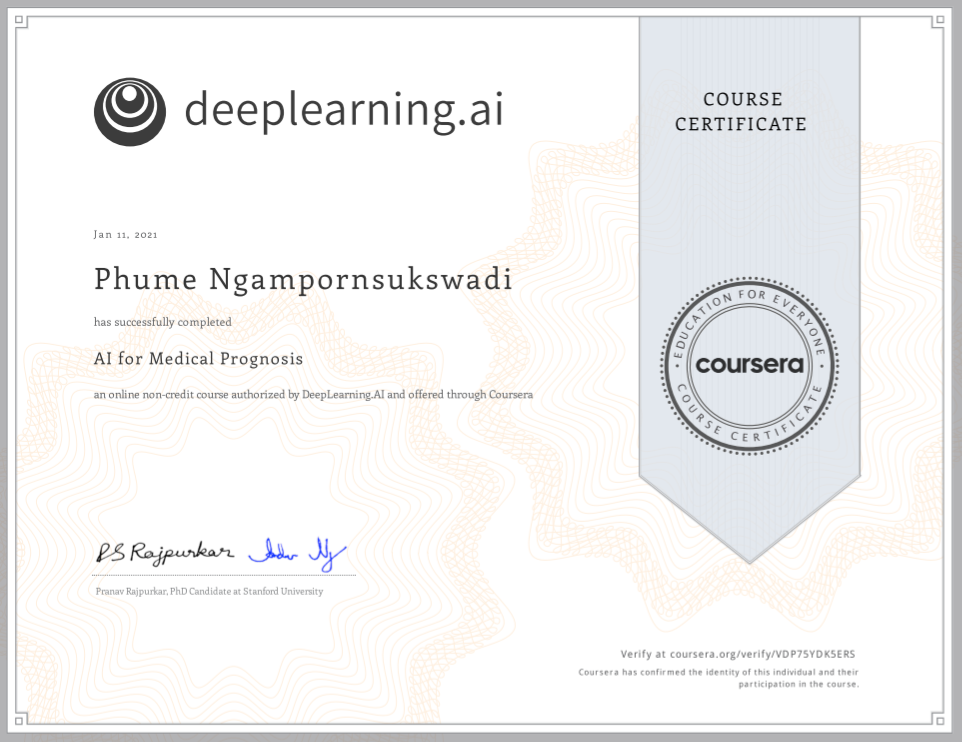 deeplearning.ai
COURSE
CERTIFICATE
Jan 11, 2021
Phume Ngampornsukswadi
has successfully completed
AI for Medical Prognosis
an online non-credit course authorized by DeepLearning.AI and offered through Coursera
EDUCATION FOR EVERYONE
coursera
COURSE CERTIFICATE
PS Rajpurkar
Pranav Rajpurkar, PhD Candidate at Stanford University
Verify at coursera.org/verify/VDP75YDK5ERS
Coursera has confirmed the identity of this individual and their
participation in the course.